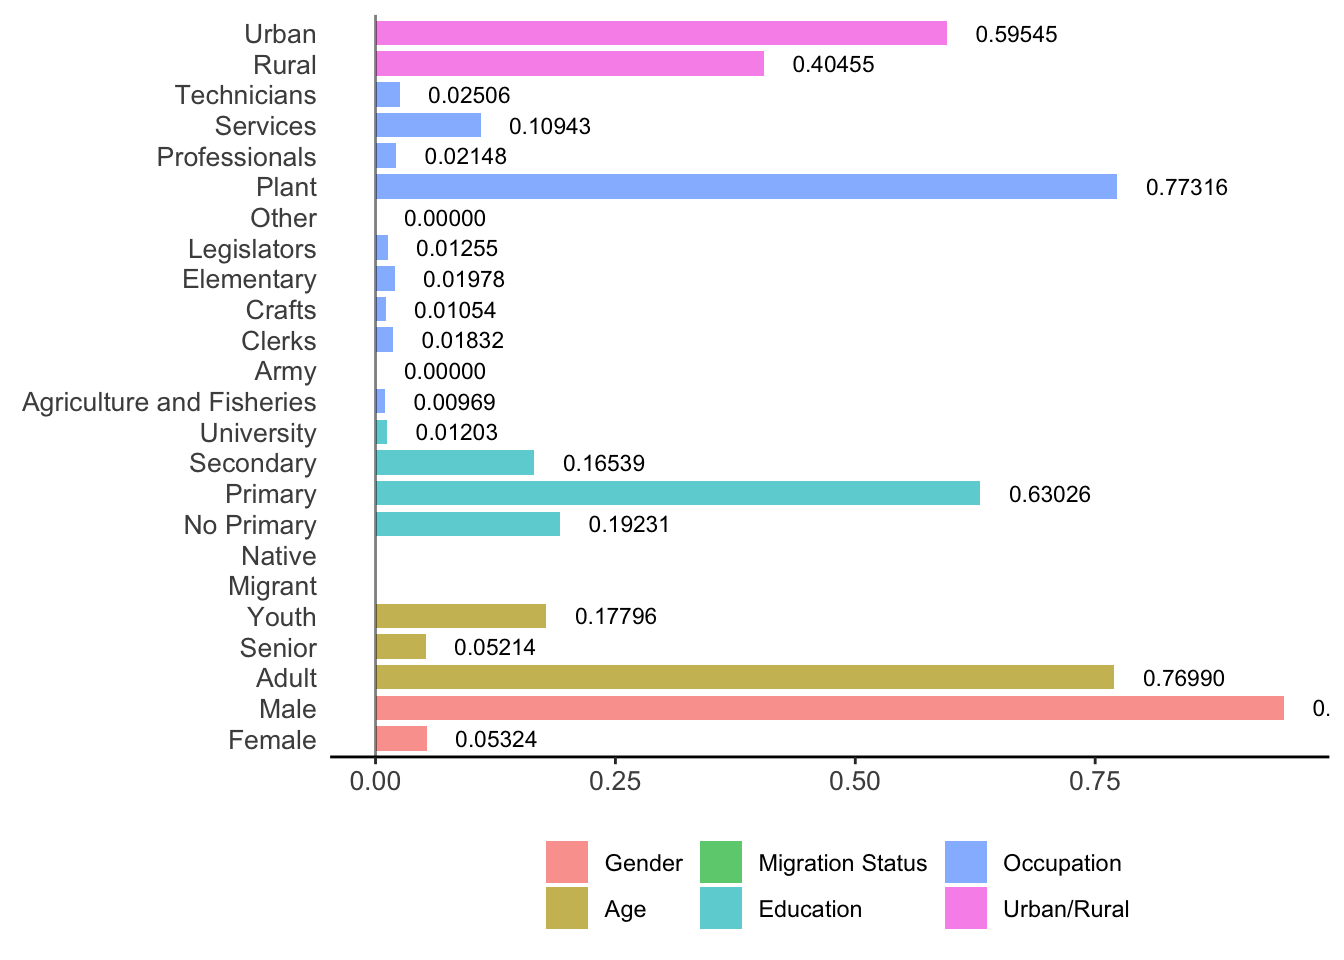 Urban 0.59545
Rural 0.40455
Technicians 0.02506
Services 0.10943
Professionals 0.02148
Plant 0.77316
Other 0.00000
Legislators 0.01255
Elementary 0.01978
Crafts 0.01054
Clerks 0.01832
Army 0.00000
Agriculture and Fisheries 0.00969
University 0.01203
Secondary 0.16539
Primary 0.63026
No Primary 0.19231
Native
Migrant
Youth 0.17796
Senior 0.05214
Adult 0.76990
Male 0.
Female 0.05324
0.00 0.25 0.50 0.75
Gender Migration Status Occupation
Age Education Urban/Rural